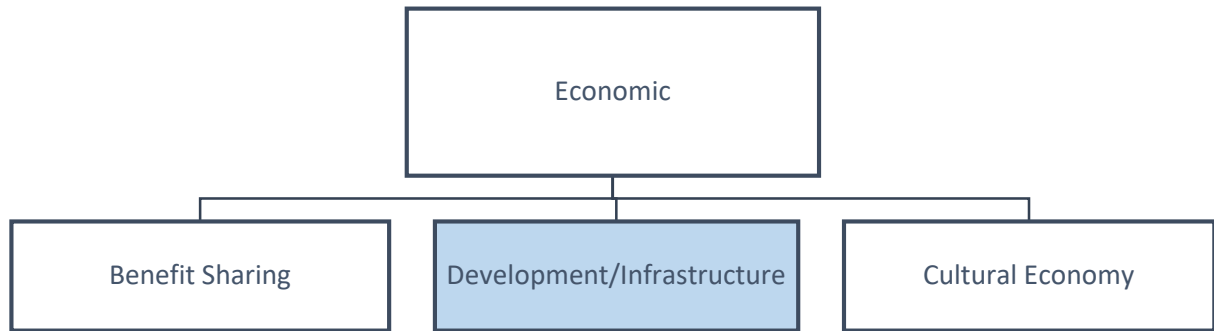 Economic
Benefit Sharing
Development/Infrastructure
Cultural Economy